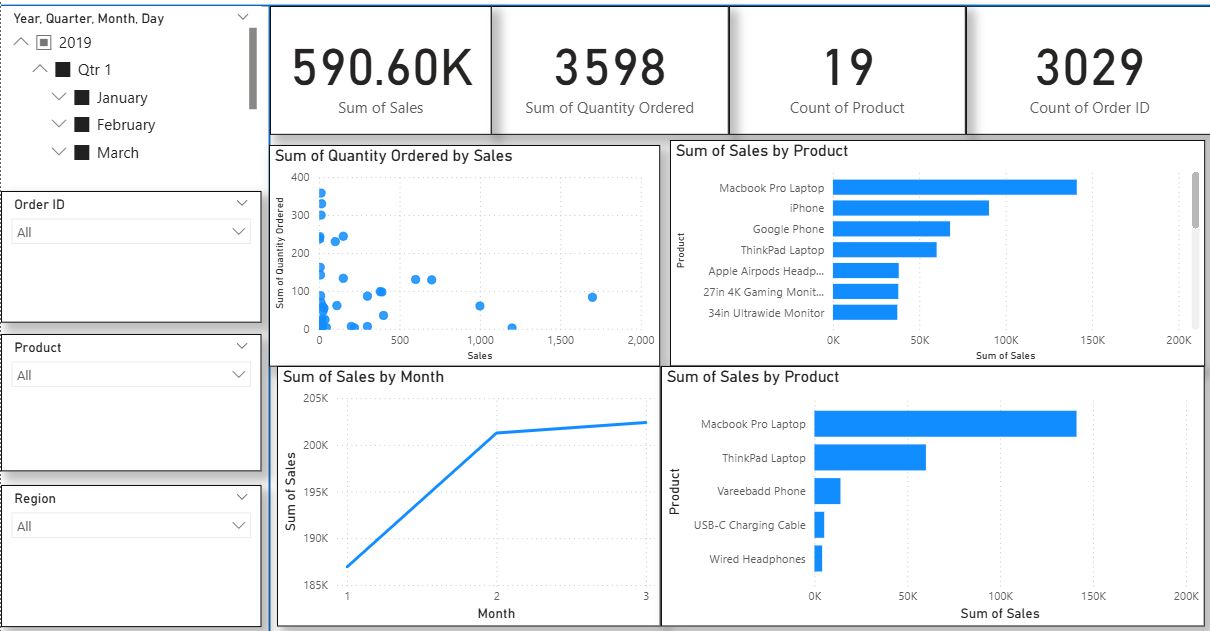 Year, Quarter, Month, Day
2019
Qtr 1
January
February
March
Order ID
All
Product
All
Region
All
590.60K
Sum of Sales
3598
Sum of Quantity Ordered
19
Count of Product
3029
Count of Order ID
Sum of Quantity Ordered by Sales
Sum of Quantity Ordered
400
300
200
100
0
0 500 1,000 1,500 2,000
Sales
Sum of Sales by Product
Product
Macbook Pro Laptop
iPhone
Google Phone
ThinkPad Laptop
Apple Airpods Headp...
27in 4K Gaming Monit...
34in Ultrawide Monitor
0K 50K 100K 150K 200K
Sum of Sales
Sum of Sales by Month
Sum of Sales
205K
200K
195K
190K
185K
1 2 3
Month
Sum of Sales by Product
Product
Macbook Pro Laptop
ThinkPad Laptop
Vareebadd Phone
USB-C Charging Cable
Wired Headphones
0K 50K 100K 150K 200K
Sum of Sales